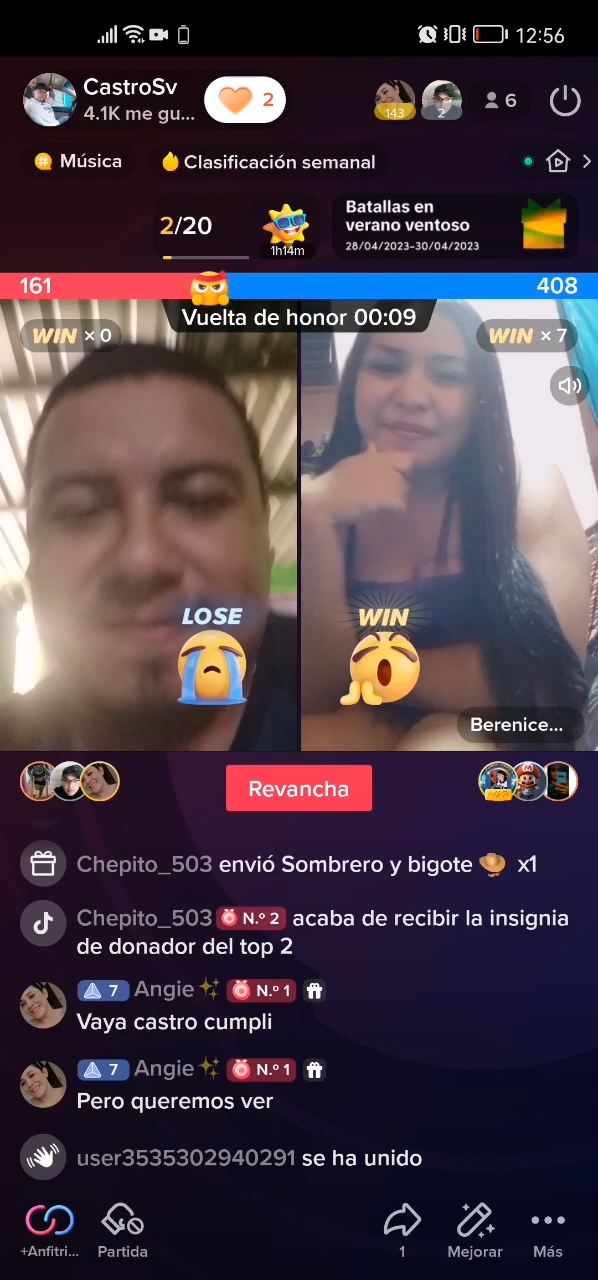 12:56
CastroSv
4.1K me gu...
2
143
2
6
Música
Clasificación semanal
2/20
1h14m
Batallas en
verano ventoso
28/04/2023-30/04/2023
161
408
Vuelta de honor 00:09
WIN × 0
WIN × 7
LOSE
WIN
Berenice...
Revancha
MVP
Chepito_503 envió Sombrero y bigote x1
Chepito_503 N.º 2 acaba de recibir la insignia
de donador del top 2
7 Angie N.º 1
Vaya castro cumpli
7 Angie N.º 1
Pero queremos ver
user3535302940291 se ha unido
+Anfitri...
Partida
1
Mejorar
Más